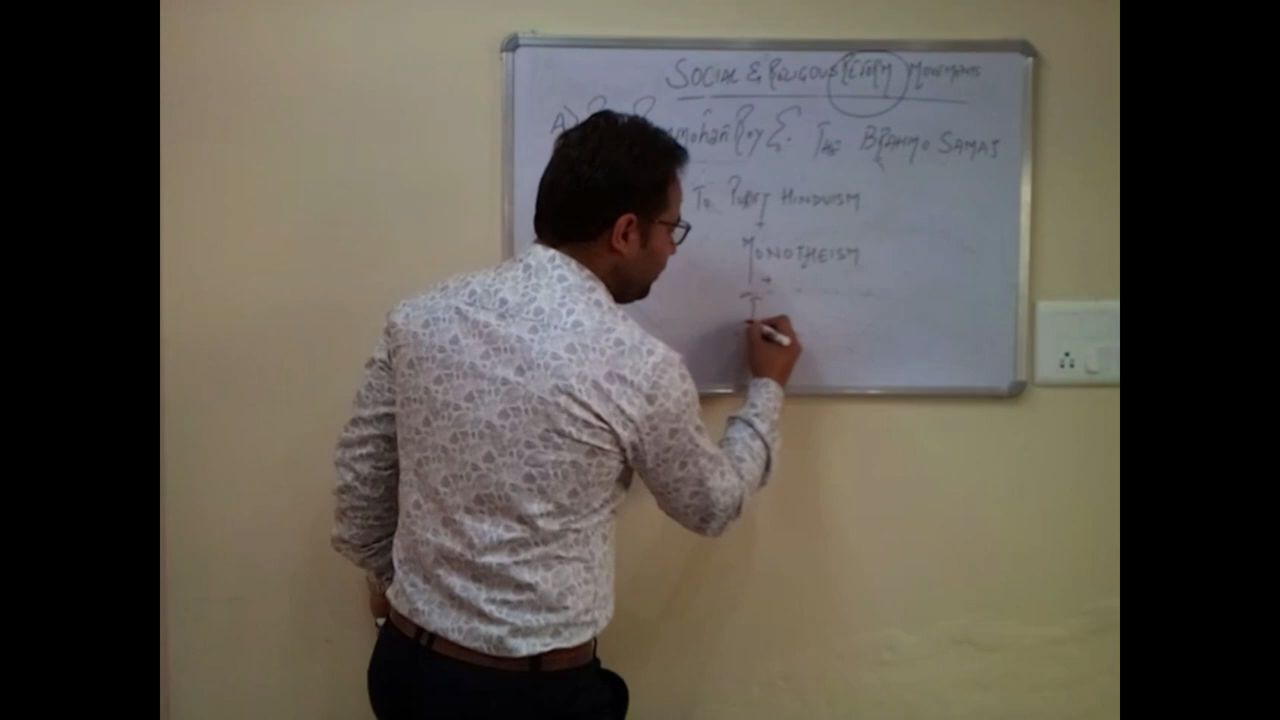 SOCIAL & RELIGIOUS REFORM MOVEMENTS
A) mohan Roy & THE BRAHMO SAMAJ
TO PURIFY HINDUISM
MONOTHEISM